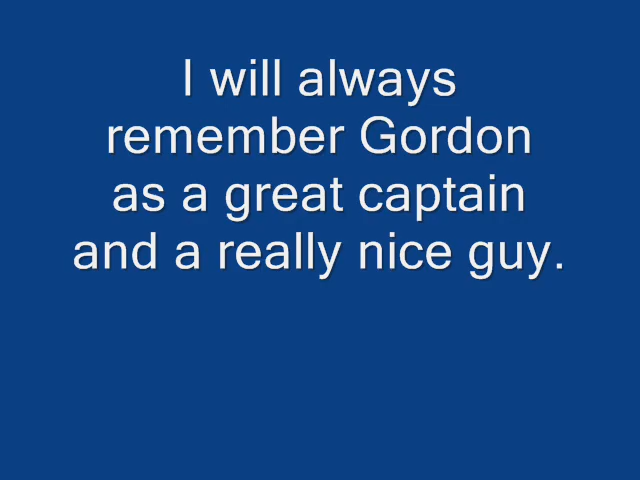 I will always
remember Gordon
as a great captain
and a really nice guy.